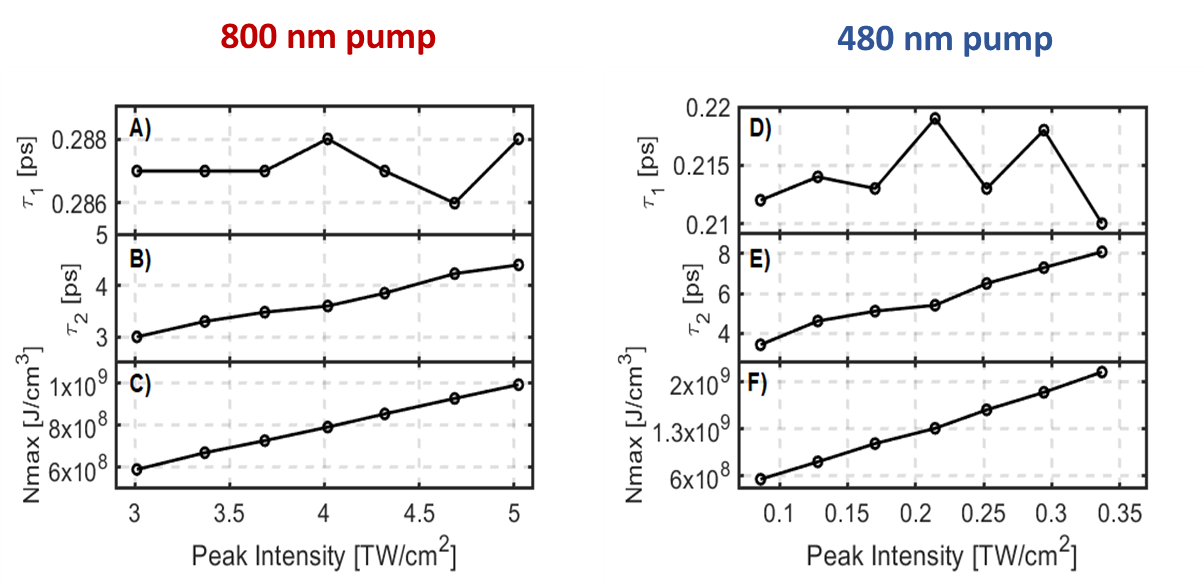 800 nm pump
A)
0.288
0.286
τ1 [ps]
B)
5
4
3
τ2 [ps]
C)
1x10^9
8x10^8
6x10^8
Nmax [J/cm^3]
3 3.5 4 4.5 5
Peak Intensity [TW/cm^2]
480 nm pump
D)
0.22
0.215
0.21
τ1 [ps]
E)
8
6
4
τ2 [ps]
F)
2x10^9
1.3x10^9
6x10^8
Nmax [J/cm^3]
0.1 0.15 0.2 0.25 0.3 0.35
Peak Intensity [TW/cm^2]